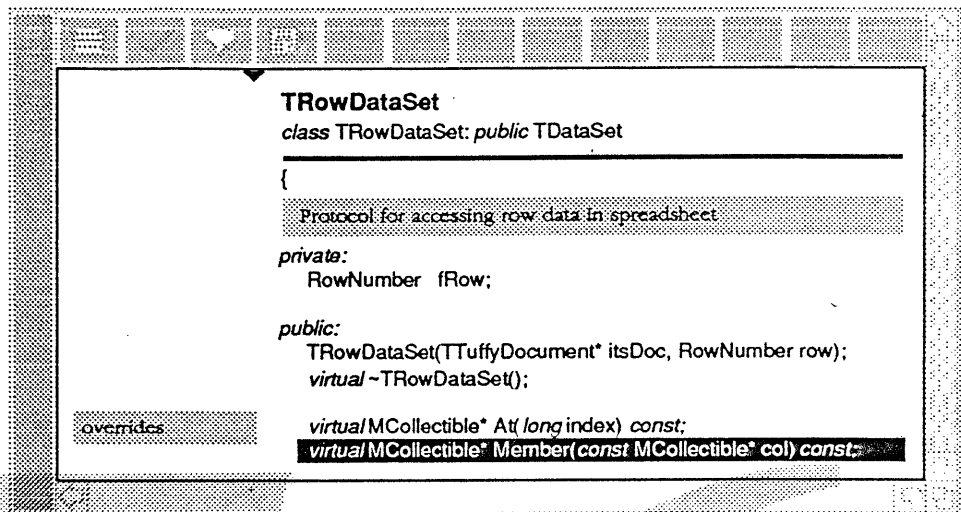 TRowDataSet
class TRowDataSet: public TDataSet
{
Protocol for accessing row data in spreadsheet
private:
RowNumber fRow;
public:
TRowDataSet(TTuffyDocument* itsDoc, RowNumber row);
virtual ~TRowDataSet();
overrides
virtual MCollectible* At( long index) const;
virtual MCollectible* Member(const MCollectible* col) const;